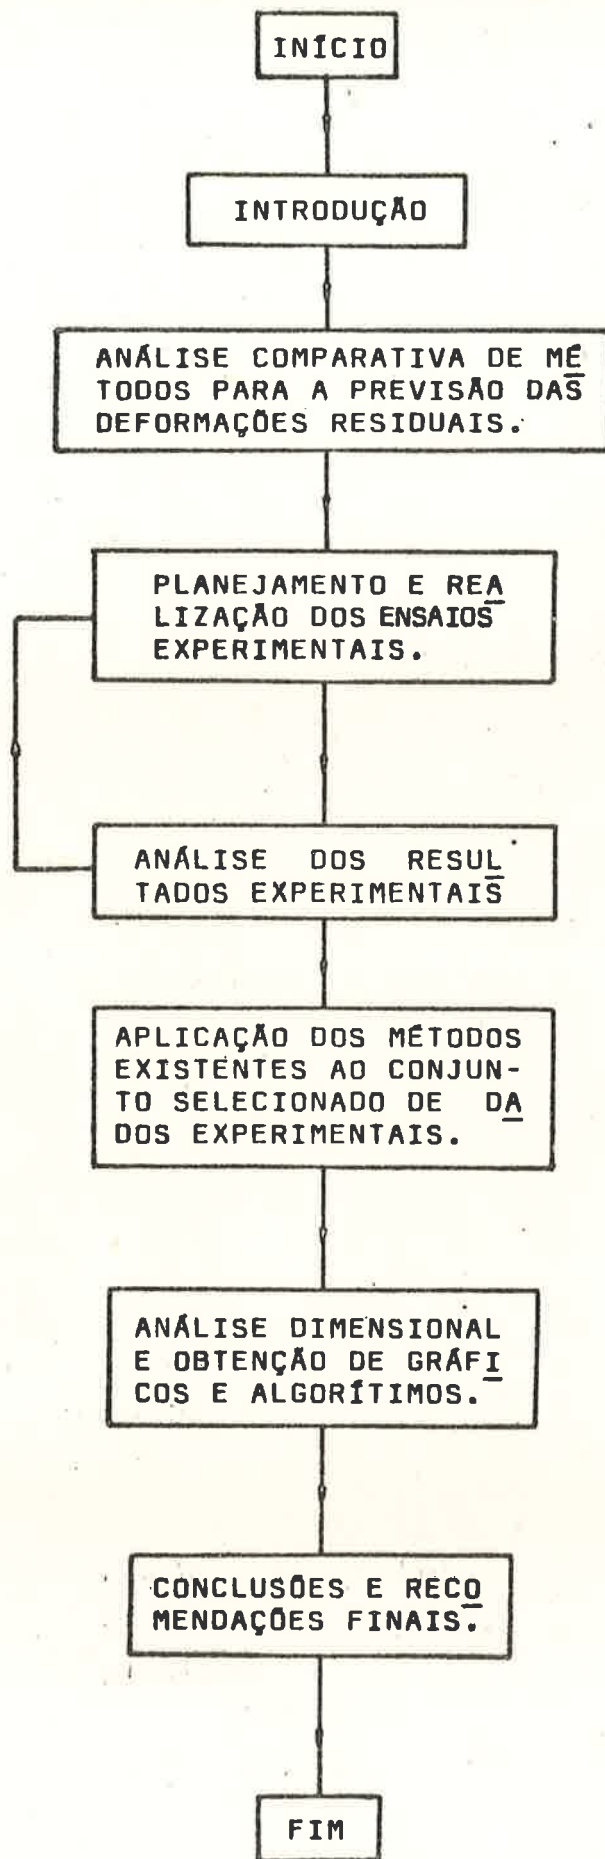 INÍCIO
INTRODUÇÃO
ANÁLISE COMPARATIVA DE MÉ
TODOS PARA A PREVISÃO DAS
DEFORMAÇÕES RESIDUAIS.
PLANEJAMENTO E REA
LIZAÇÃO DOS ENSAIOS
EXPERIMENTAIS.
ANÁLISE DOS RESUL
TADOS EXPERIMENTAIS
APLICAÇÃO DOS MÉTODOS
EXISTENTES AO CONJUN-
TO SELECIONADO DE DA
DOS EXPERIMENTAIS.
ANÁLISE DIMENSIONAL
E OBTENÇÃO DE GRÁFI
COS E ALGORÍTIMOS.
CONCLUSÕES E RECO
MENDAÇÕES FINAIS.
FIM